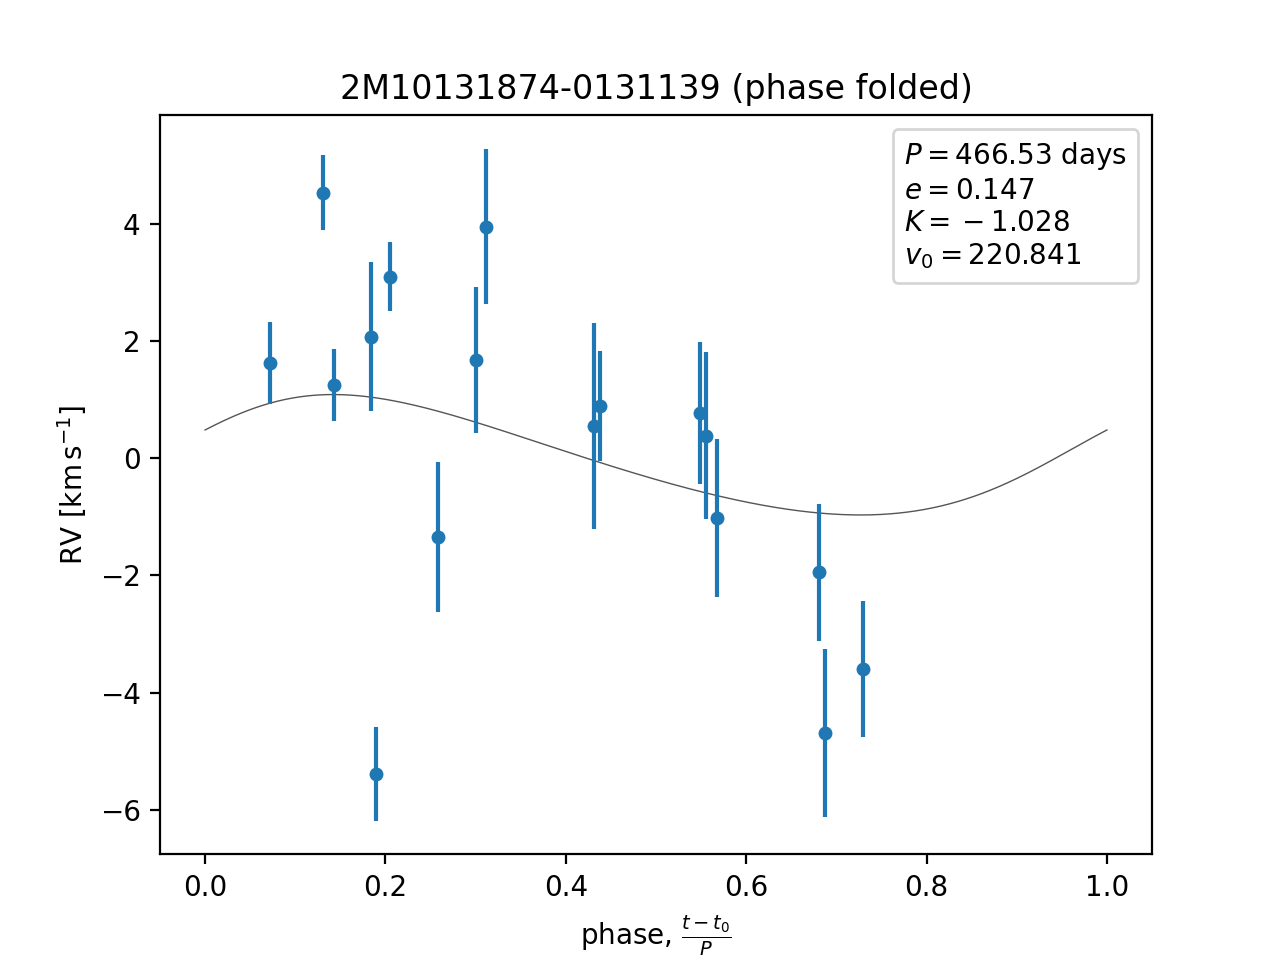 2M10131874-0131139 (phase folded)
P = 466.53 days
e = 0.147
K = −1.028
v₀ = 220.841
RV [km s⁻¹]
4
2
0
−2
−4
−6
0.0 0.2 0.4 0.6 0.8 1.0
phase, (t − t₀)/P